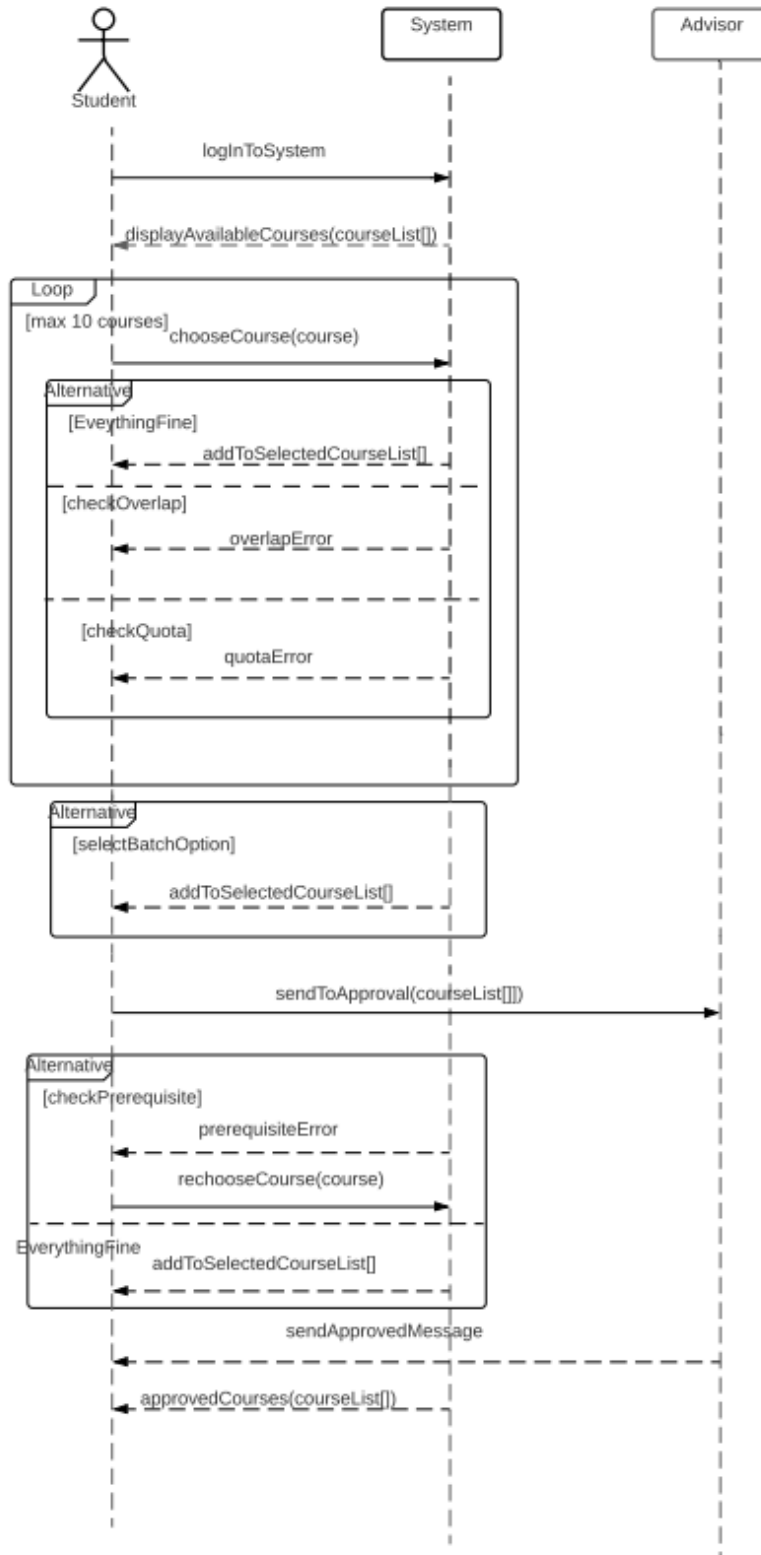 System
Advisor
Student
logInToSystem
displayAvailableCourses(courseList[])
Loop
[max 10 courses]
chooseCourse(course)
Alternative
[EveythingFine]
addToSelectedCourseList[]
[checkOverlap]
overlapError
[checkQuota]
quotaError
Alternative
[selectBatchOption]
addToSelectedCourseList[]
sendToApproval(courseList[]])
Alternative
[checkPrerequisite]
prerequisiteError
rechooseCourse(course)
EverythingFine
addToSelectedCourseList[]
sendApprovedMessage
approvedCourses(courseList[])